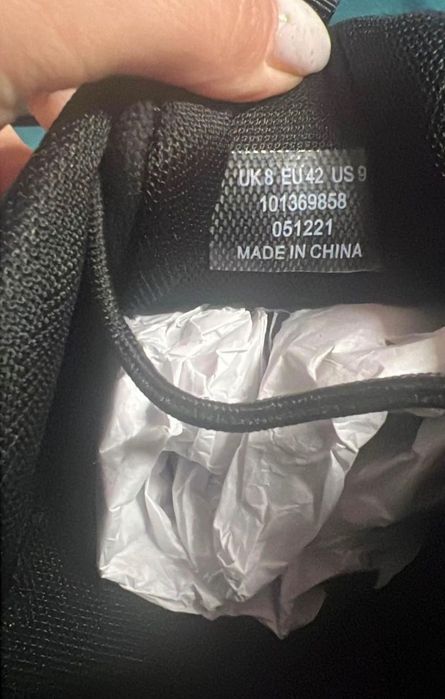 UK 8 EU 42 US 9
101369858
051221
MADE IN CHINA